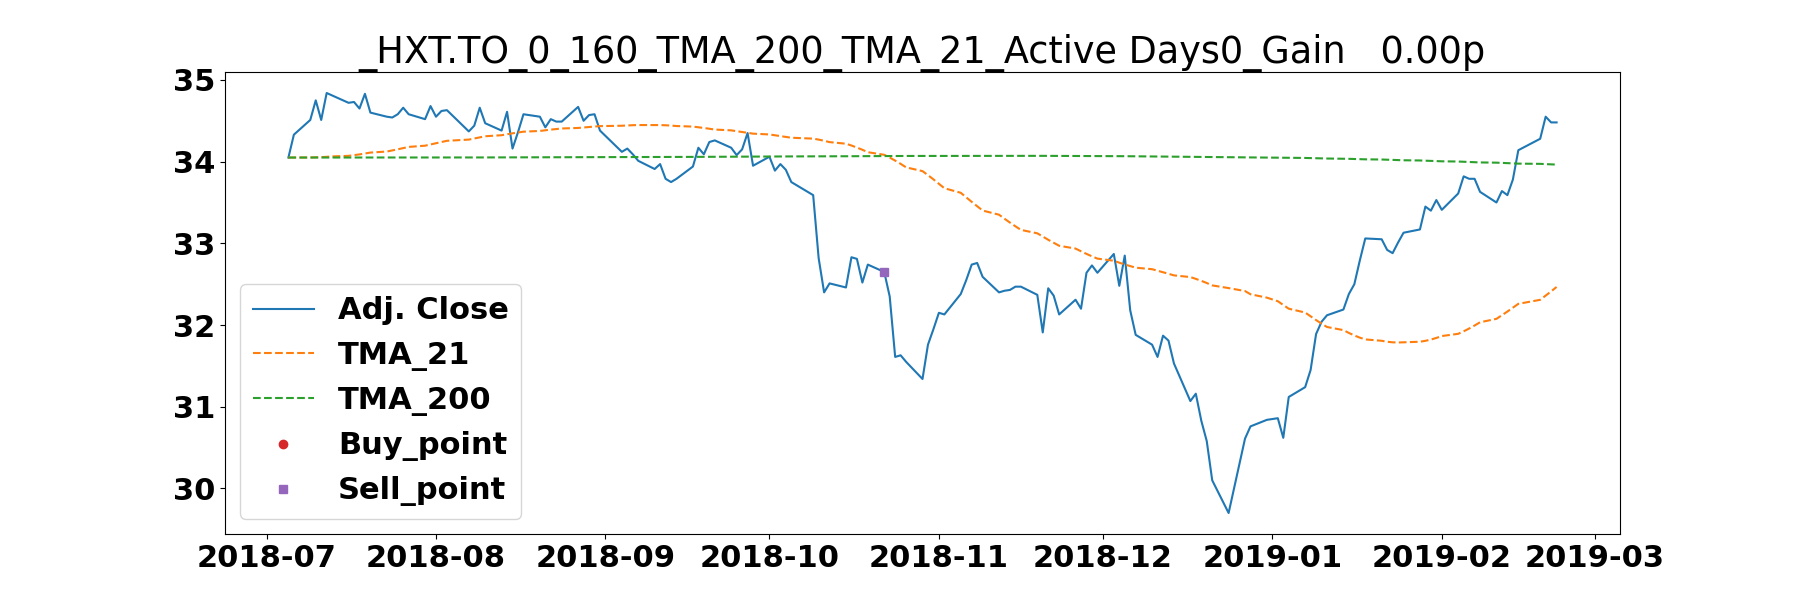 _HXT.TO_0_160_TMA_200_TMA_21_Active Days0_Gain   0.00p
35
34
33
32
31
30
Adj. Close
TMA_21
TMA_200
Buy_point
Sell_point
2018-07 2018-08 2018-09 2018-10 2018-11 2018-12 2019-01 2019-02 2019-03